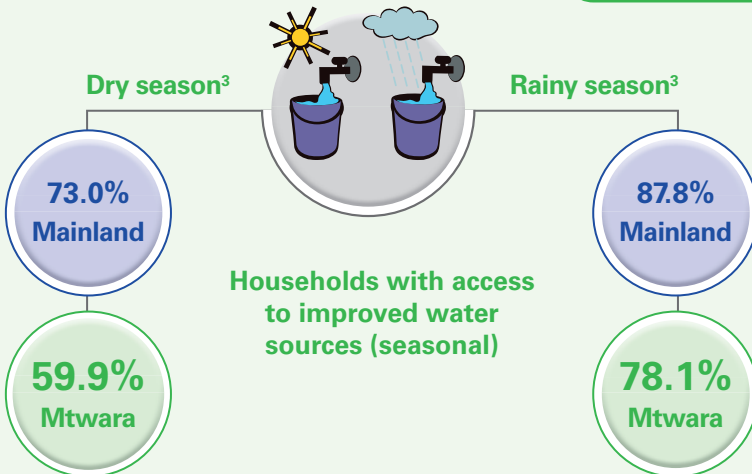 Dry season³
Rainy season³
73.0%
Mainland
87.8%
Mainland
Households with access
to improved water
sources (seasonal)
59.9%
Mtwara
78.1%
Mtwara